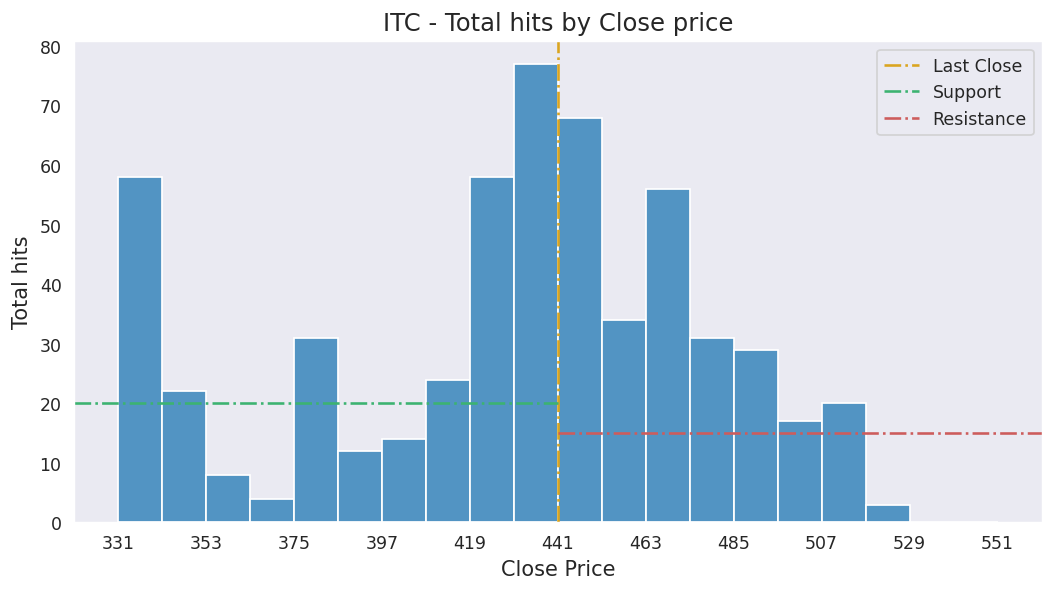 ITC - Total hits by Close price
Total hits
80
70
60
50
40
30
20
10
0
Last Close
Support
Resistance
331 353 375 397 419 441 463 485 507 529 551
Close Price